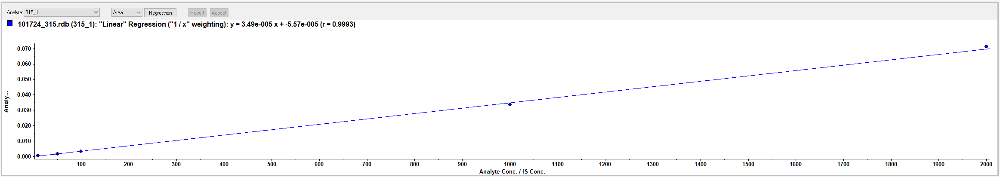 Analyte: 315_1 Area Regression Revert Accept
101724_315.rdb (315_1): "Linear" Regression ("1 / x" weighting): y = 3.49e-005 x + -5.57e-005 (r = 0.9993)
0.070
0.060
0.050
0.040
0.030
0.020
0.010
0.000
Analy...
100 200 300 400 500 600 700 800 900 1000 1100 1200 1300 1400 1500 1600 1700 1800 1900 2000
Analyte Conc. / IS Conc.